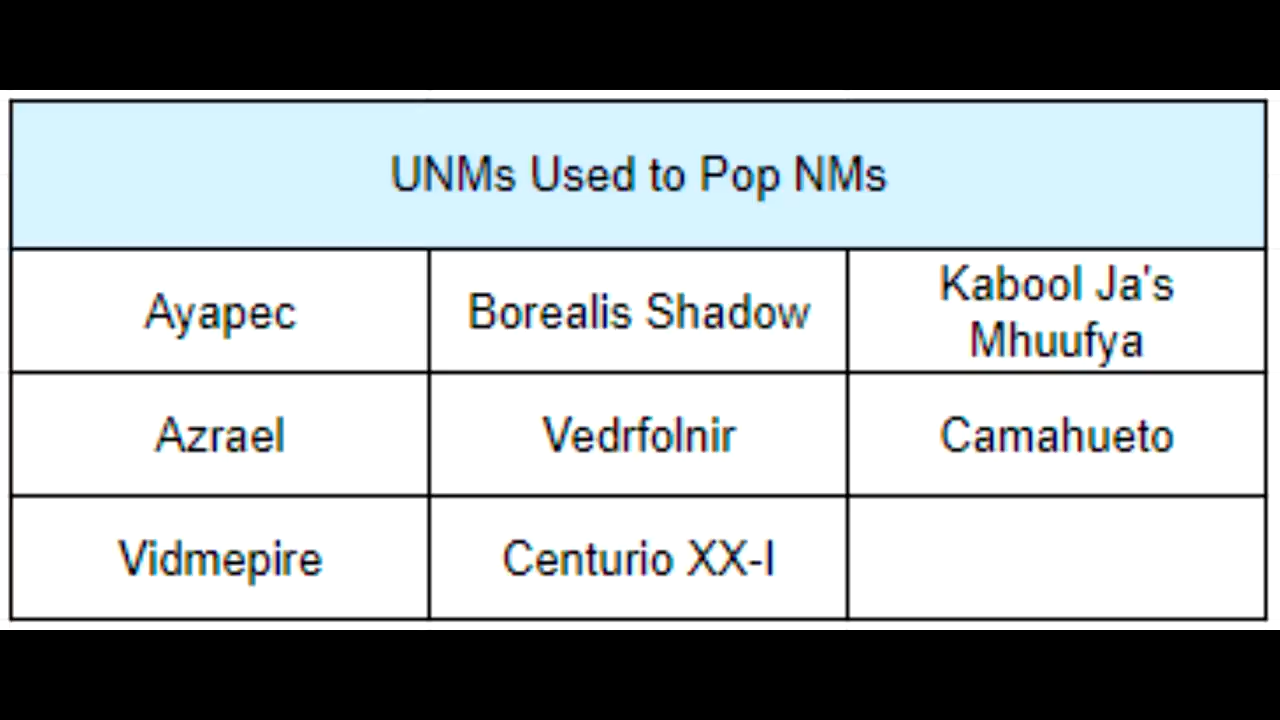 UNMs Used to Pop NMs
Ayapec
Borealis Shadow
Kabool Ja's
Mhuufya
Azrael
Vedrfolnir
Camahueto
Vidmepire
Centurio XX-I